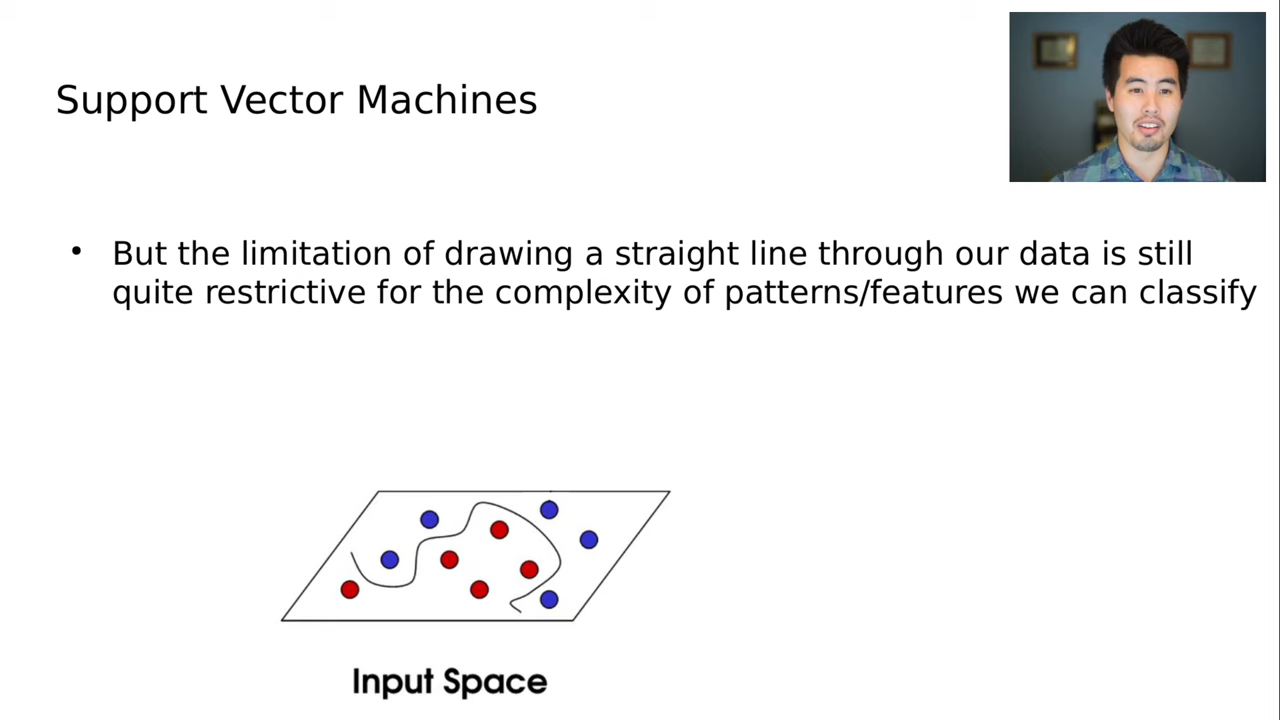 Support Vector Machines
• But the limitation of drawing a straight line through our data is still
quite restrictive for the complexity of patterns/features we can classify
Input Space